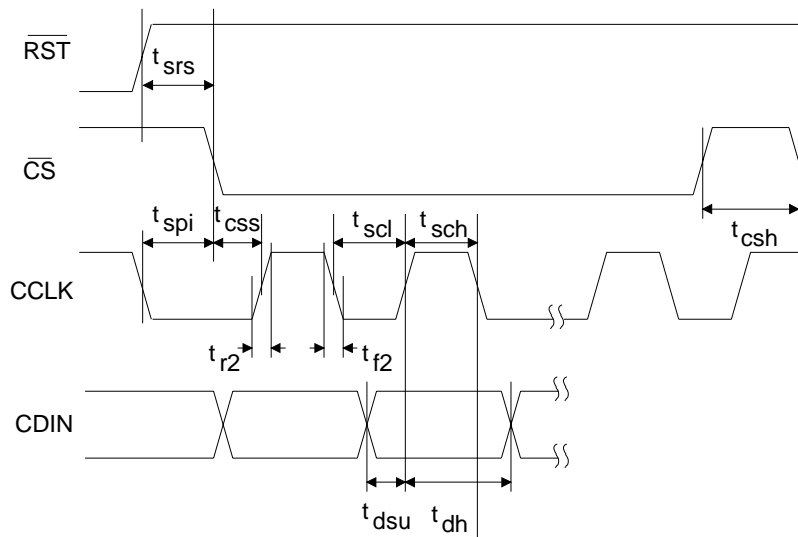 RST
t srs
CS
t spi
t css
t scl
t sch
t csh
CCLK
t r2
t f2
CDIN
t dsu
t dh